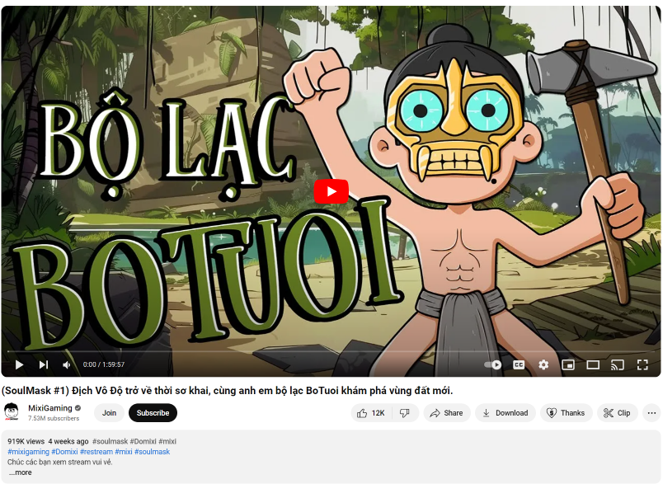 BỘ LẠC
BOTUOI
0:00 / 1:59:57
CC
(SoulMask #1) Địch Vô Độ trở về thời sơ khai, cùng anh em bộ lạc BoTuoi khám phá vùng đất mới.
MixiGaming
7.53M subscribers
Join
Subscribe
12K
Share
Download
Thanks
Clip
919K views 4 weeks ago #soulmask #Domixi #mixi
#mixigaming #Domixi #restream #mixi #soulmask
Chúc các bạn xem stream vui vẻ.
...more